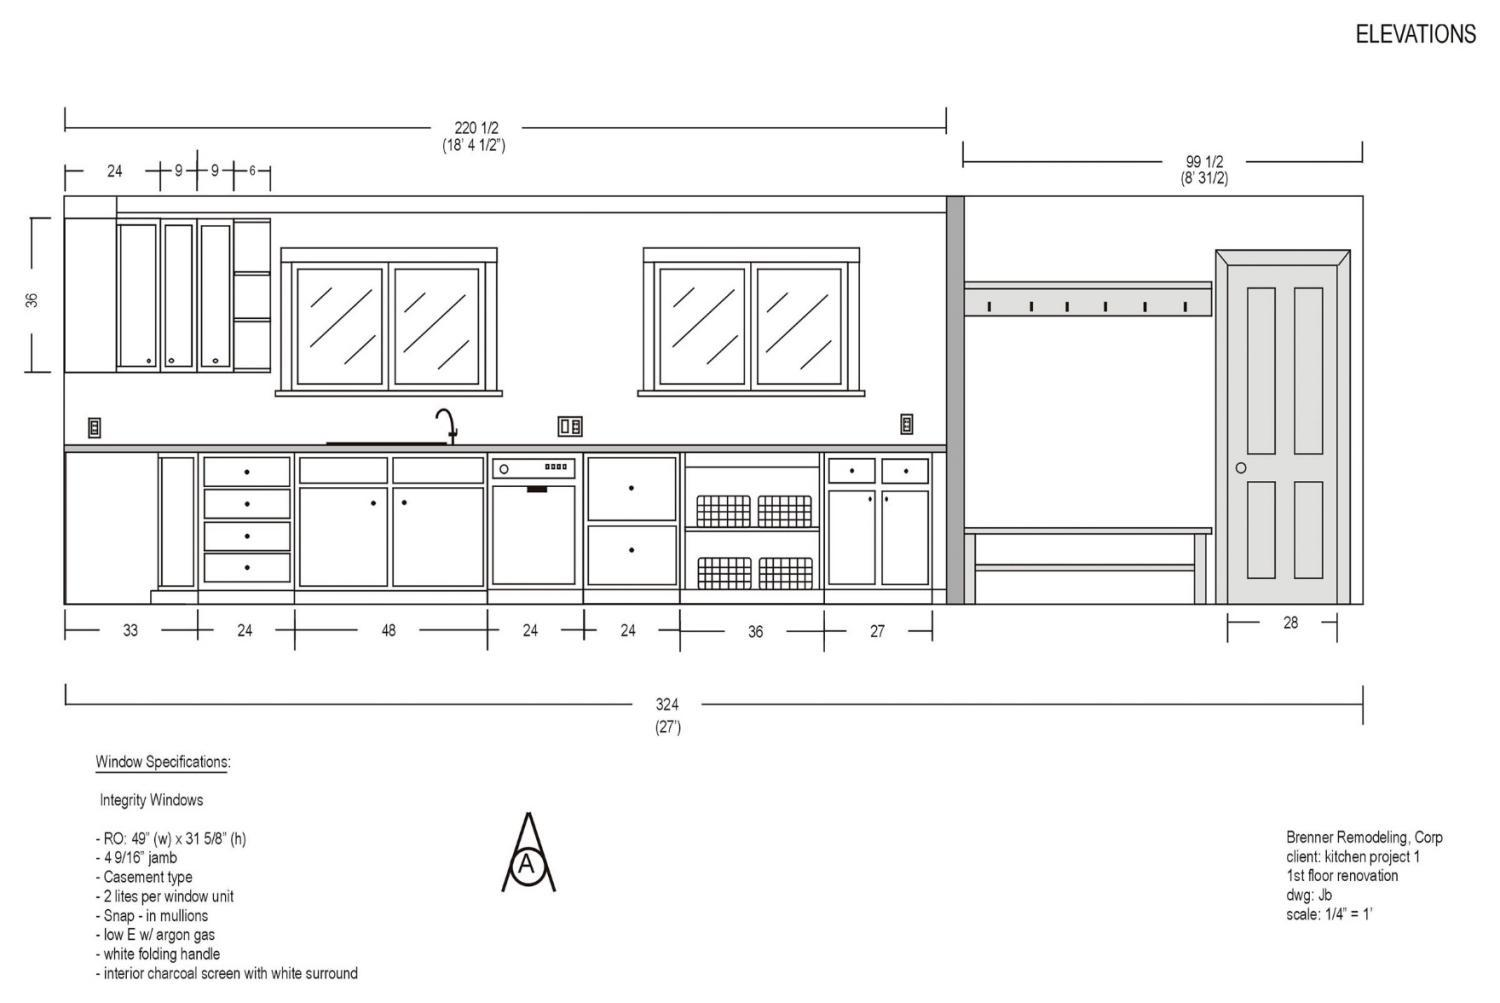 ELEVATIONS
220 1/2
(18' 4 1/2")
99 1/2
(8' 31/2)
24 9 9 6
36
33 24 48 24 24 36 27 28
324
(27')
Window Specifications:
Integrity Windows
- RO: 49" (w) x 31 5/8" (h)
- 4 9/16" jamb
- Casement type
- 2 lites per window unit
- Snap - in mullions
- low E w/ argon gas
- white folding handle
- interior charcoal screen with white surround
A
Brenner Remodeling, Corp
client: kitchen project 1
1st floor renovation
dwg: Jb
scale: 1/4" = 1'